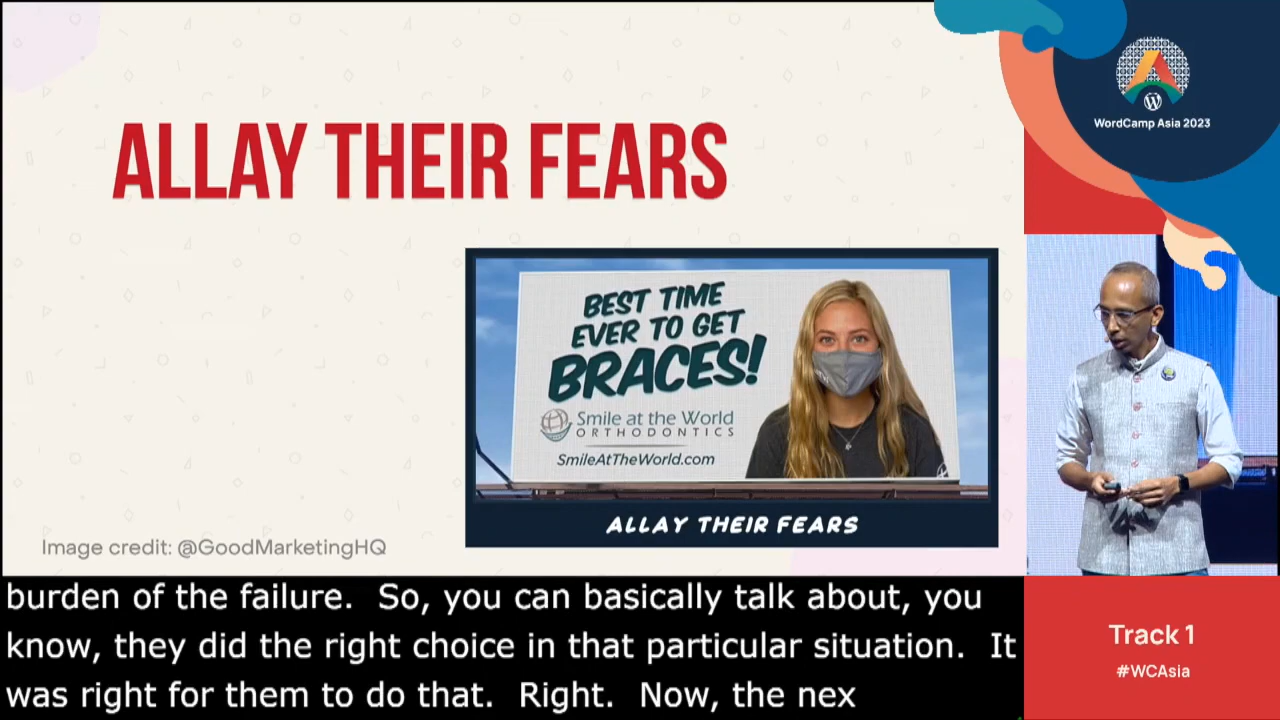 ALLAY THEIR FEARS
BEST TIME
EVER TO GET
BRACES!
Smile at the World
ORTHODONTICS
SmileAtTheWorld.com
ALLAY THEIR FEARS
Image credit: @GoodMarketingHQ
WordCamp Asia 2023
burden of the failure.  So, you can basically talk about, you
know, they did the right choice in that particular situation.  It
was right for them to do that.  Right.  Now, the nex
Track 1
#WCAsia